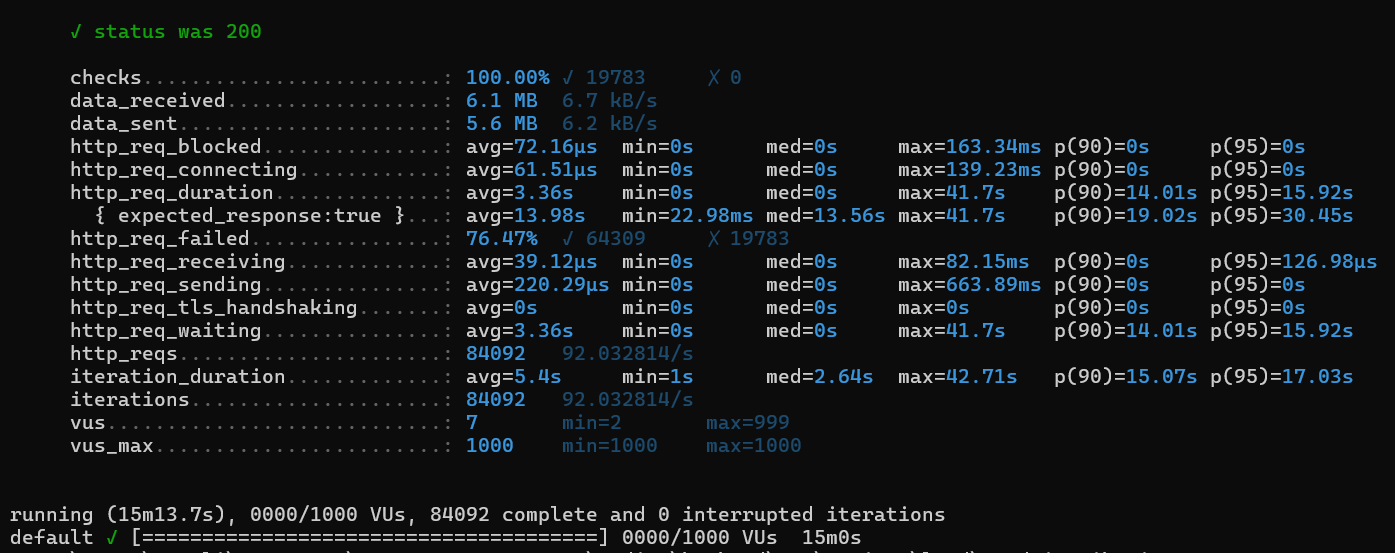 ✓ status was 200
checks.........................: 100.00% ✓ 19783 ✗ 0
data_received..................: 6.1 MB 6.7 kB/s
data_sent......................: 5.6 MB 6.2 kB/s
http_req_blocked...............: avg=72.16µs min=0s med=0s max=163.34ms p(90)=0s p(95)=0s
http_req_connecting............: avg=61.51µs min=0s med=0s max=139.23ms p(90)=0s p(95)=0s
http_req_duration..............: avg=3.36s min=0s med=0s max=41.7s p(90)=14.01s p(95)=15.92s
{ expected_response:true }...: avg=13.98s min=22.98ms med=13.56s max=41.7s p(90)=19.02s p(95)=30.45s
http_req_failed................: 76.47% ✓ 64309 ✗ 19783
http_req_receiving.............: avg=39.12µs min=0s med=0s max=82.15ms p(90)=0s p(95)=126.98µs
http_req_sending...............: avg=220.29µs min=0s med=0s max=663.89ms p(90)=0s p(95)=0s
http_req_tls_handshaking.......: avg=0s min=0s med=0s max=0s p(90)=0s p(95)=0s
http_req_waiting...............: avg=3.36s min=0s med=0s max=41.7s p(90)=14.01s p(95)=15.92s
http_reqs......................: 84092 92.032814/s
iteration_duration.............: avg=5.4s min=1s med=2.64s max=42.71s p(90)=15.07s p(95)=17.03s
iterations.....................: 84092 92.032814/s
vus............................: 7 min=2 max=999
vus_max........................: 1000 min=1000 max=1000
running (15m13.7s), 0000/1000 VUs, 84092 complete and 0 interrupted iterations
default ✓ [======================================] 0000/1000 VUs 15m0s